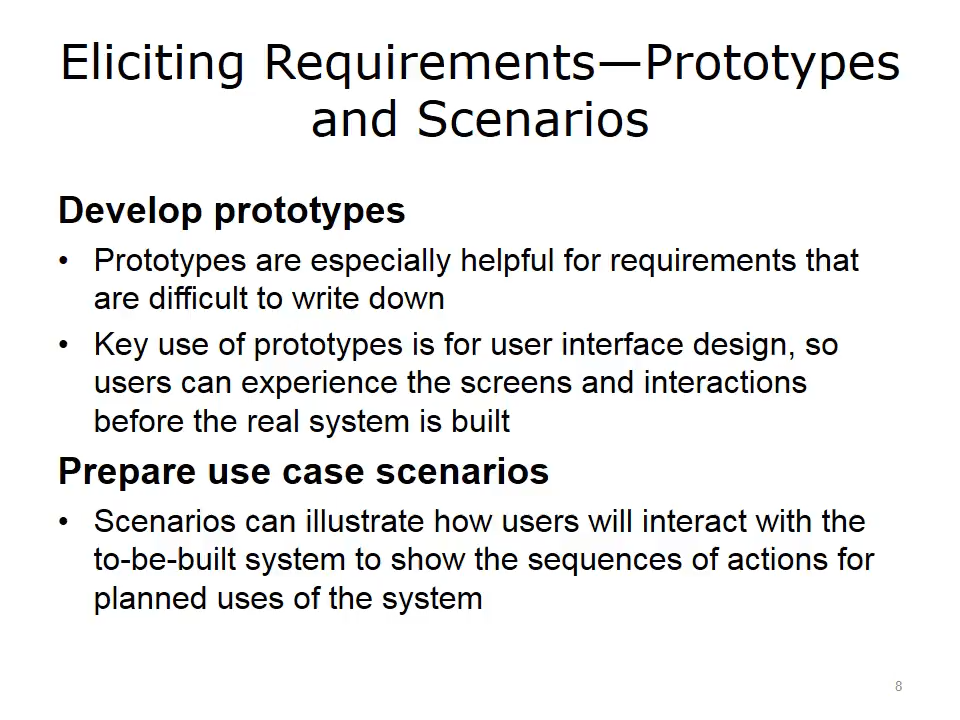 Eliciting Requirements—Prototypes
and Scenarios
Develop prototypes
• Prototypes are especially helpful for requirements that
are difficult to write down
• Key use of prototypes is for user interface design, so
users can experience the screens and interactions
before the real system is built
Prepare use case scenarios
• Scenarios can illustrate how users will interact with the
to-be-built system to show the sequences of actions for
planned uses of the system
8